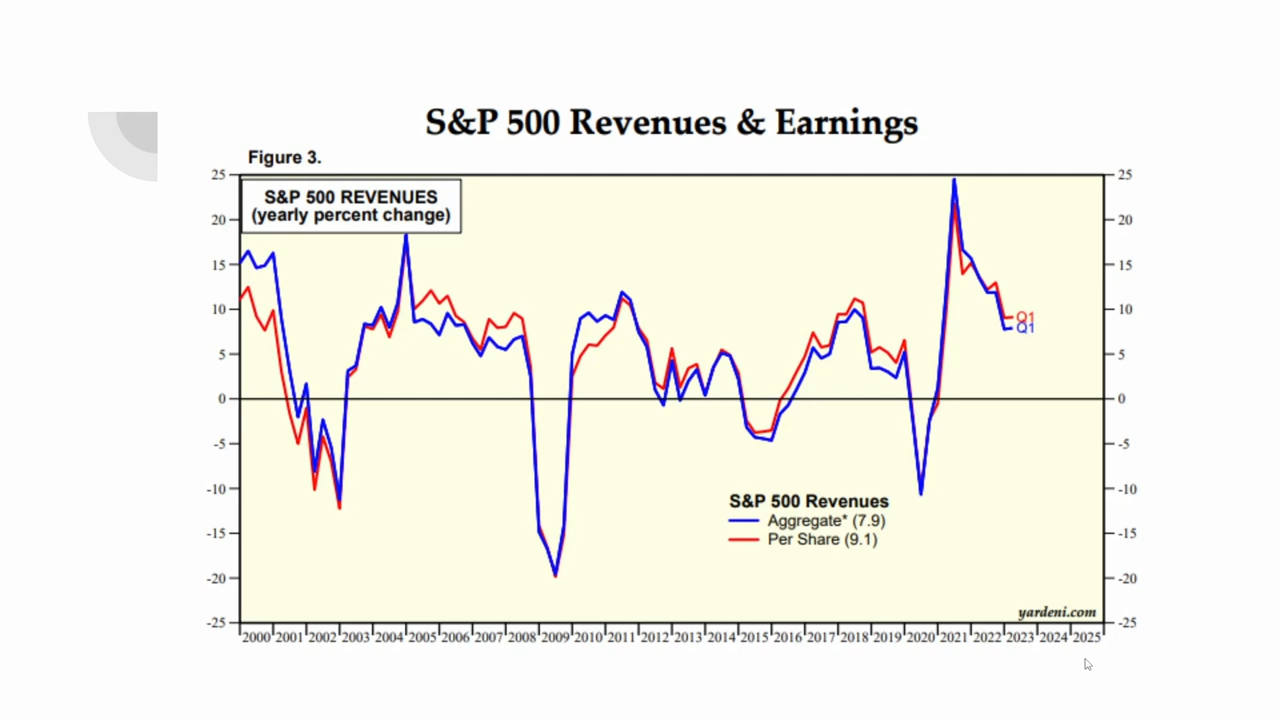 S&P 500 Revenues & Earnings
Figure 3.
S&P 500 REVENUES
(yearly percent change)
25 25
20 20
15 15
10 10
5 5
0 0
-5 -5
-10 -10
-15 -15
-20 -20
-25 -25
Q1
Q1
S&P 500 Revenues
Aggregate* (7.9)
Per Share (9.1)
yardeni.com
2000 2001 2002 2003 2004 2005 2006 2007 2008 2009 2010 2011 2012 2013 2014 2015 2016 2017 2018 2019 2020 2021 2022 2023 2024 2025